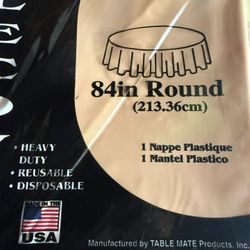 84in Round
(213.36cm)
1 Nappe Plastique
1 Mantel Plastico
• HEAVY
DUTY
• REUSABLE
• DISPOSABLE
MADE IN THE
USA
Manufactured by TABLE MATE Products, Inc.